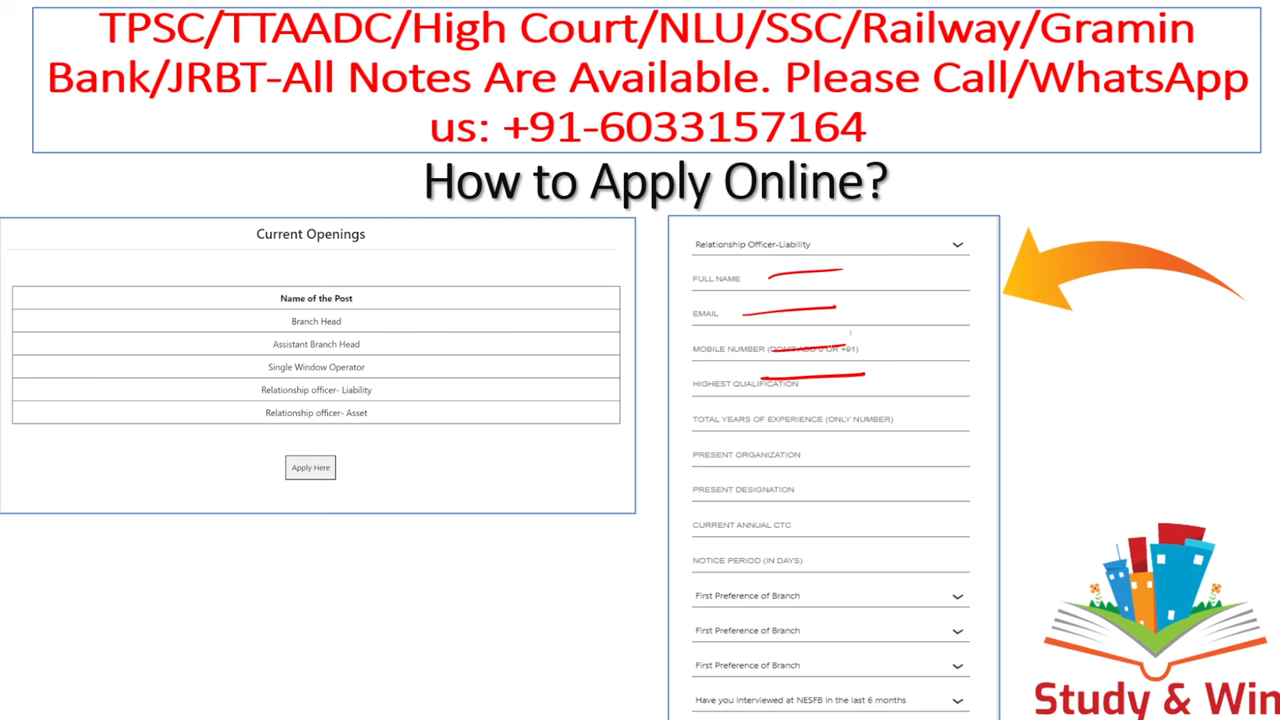 TPSC/TTAADC/High Court/NLU/SSC/Railway/Gramin
Bank/JRBT-All Notes Are Available. Please Call/WhatsApp
us: +91-6033157164
How to Apply Online?
Current Openings
Name of the Post
Branch Head
Assistant Branch Head
Single Window Operator
Relationship officer- Liability
Relationship officer- Asset
Apply Here
Relationship Officer-Liability
FULL NAME
EMAIL
MOBILE NUMBER (DON'T ADD 0 OR +91)
HIGHEST QUALIFICATION
TOTAL YEARS OF EXPERIENCE (ONLY NUMBER)
PRESENT ORGANIZATION
PRESENT DESIGNATION
CURRENT ANNUAL CTC
NOTICE PERIOD (IN DAYS)
First Preference of Branch
First Preference of Branch
First Preference of Branch
Have you interviewed at NESFB in the last 6 months
Study & Win